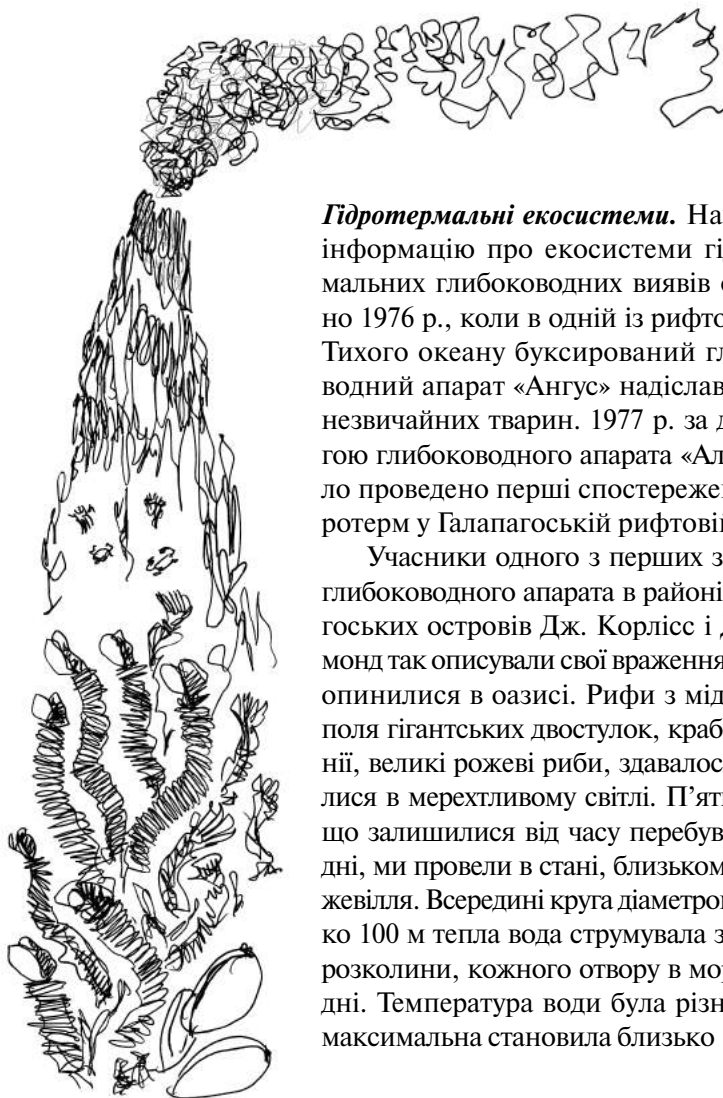 Гідротермальні екосистеми. На
інформацію про екосистеми гі
мальних глибоководних виявів
но 1976 р., коли в одній із рифто
Тихого океану буксирований гл
водний апарат «Ангус» надіслав
незвичайних тварин. 1977 р. за д
гою глибоководного апарата «Ал
ло проведено перші спостережен
ротерм у Галапагоській рифтовій
Учасники одного з перших з
глибоководного апарата в районі
гоських островів Дж. Корлісс і
монд так описували свої враження
опинилися в оазисі. Рифи з мід
поля гігантських двостулок, краб
нії, великі рожеві риби, здавалос
лися в мерехтливому світлі. П’ят
що залишилися від часу перебув
дні, ми провели в стані, близьком
жевілля. Всередині круга діаметро
ко 100 м тепла вода струмувала з
розколини, кожного отвору в мор
дні. Температура води була різн
максимальна становила близько